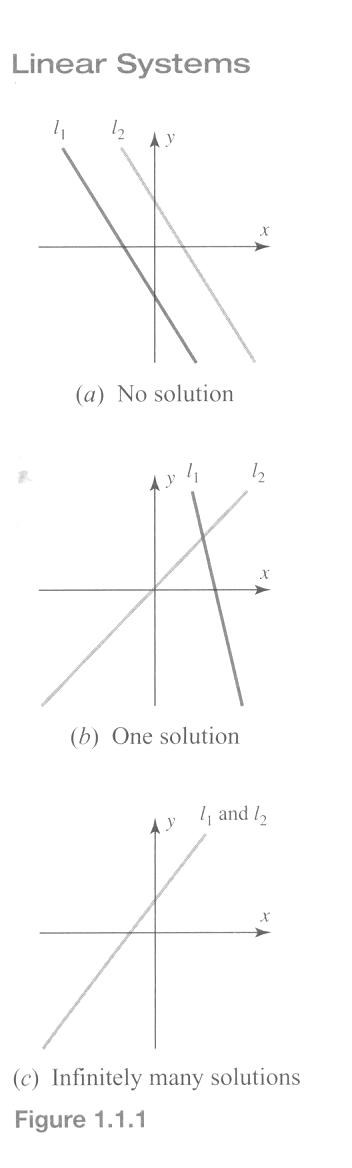 Linear Systems
l₁ l₂ y
x
(a) No solution
y l₁ l₂
x
(b) One solution
y l₁ and l₂
x
(c) Infinitely many solutions
Figure 1.1.1